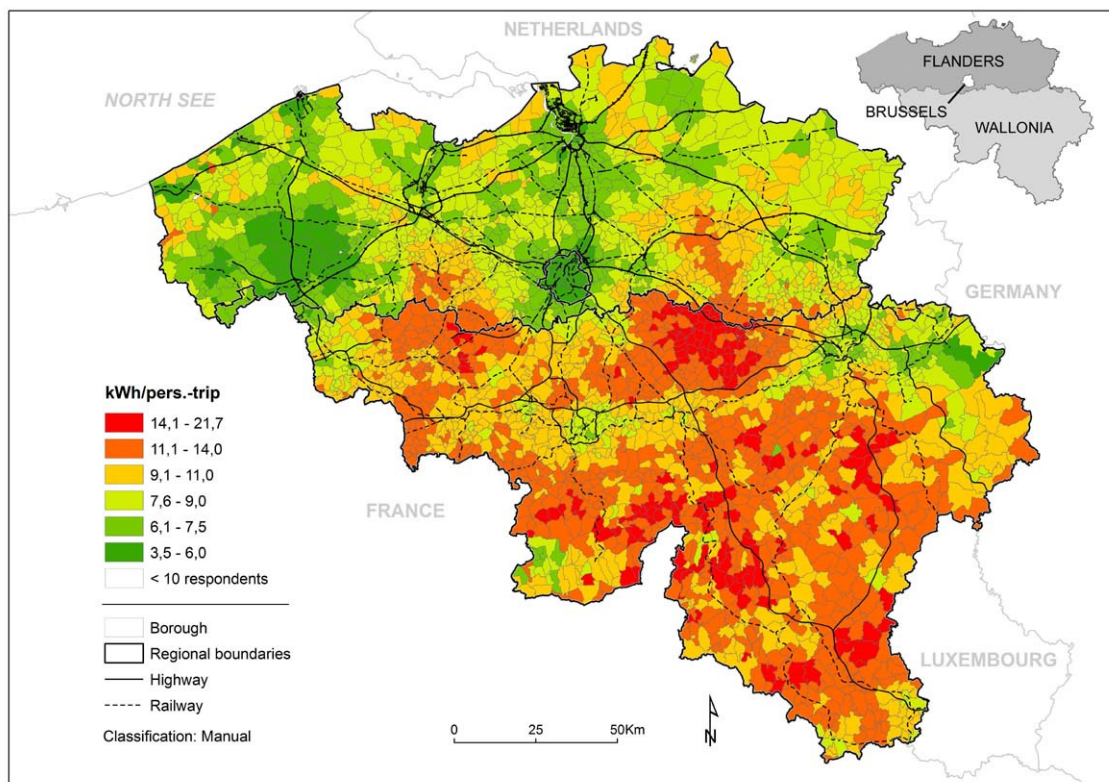 NETHERLANDS
NORTH SEE
FLANDERS
BRUSSELS
WALLONIA
GERMANY
FRANCE
LUXEMBOURG
kWh/pers.-trip
14,1 - 21,7
11,1 - 14,0
9,1 - 11,0
7,6 - 9,0
6,1 - 7,5
3,5 - 6,0
< 10 respondents
Borough
Regional boundaries
Highway
Railway
Classification: Manual
0 25 50Km
N